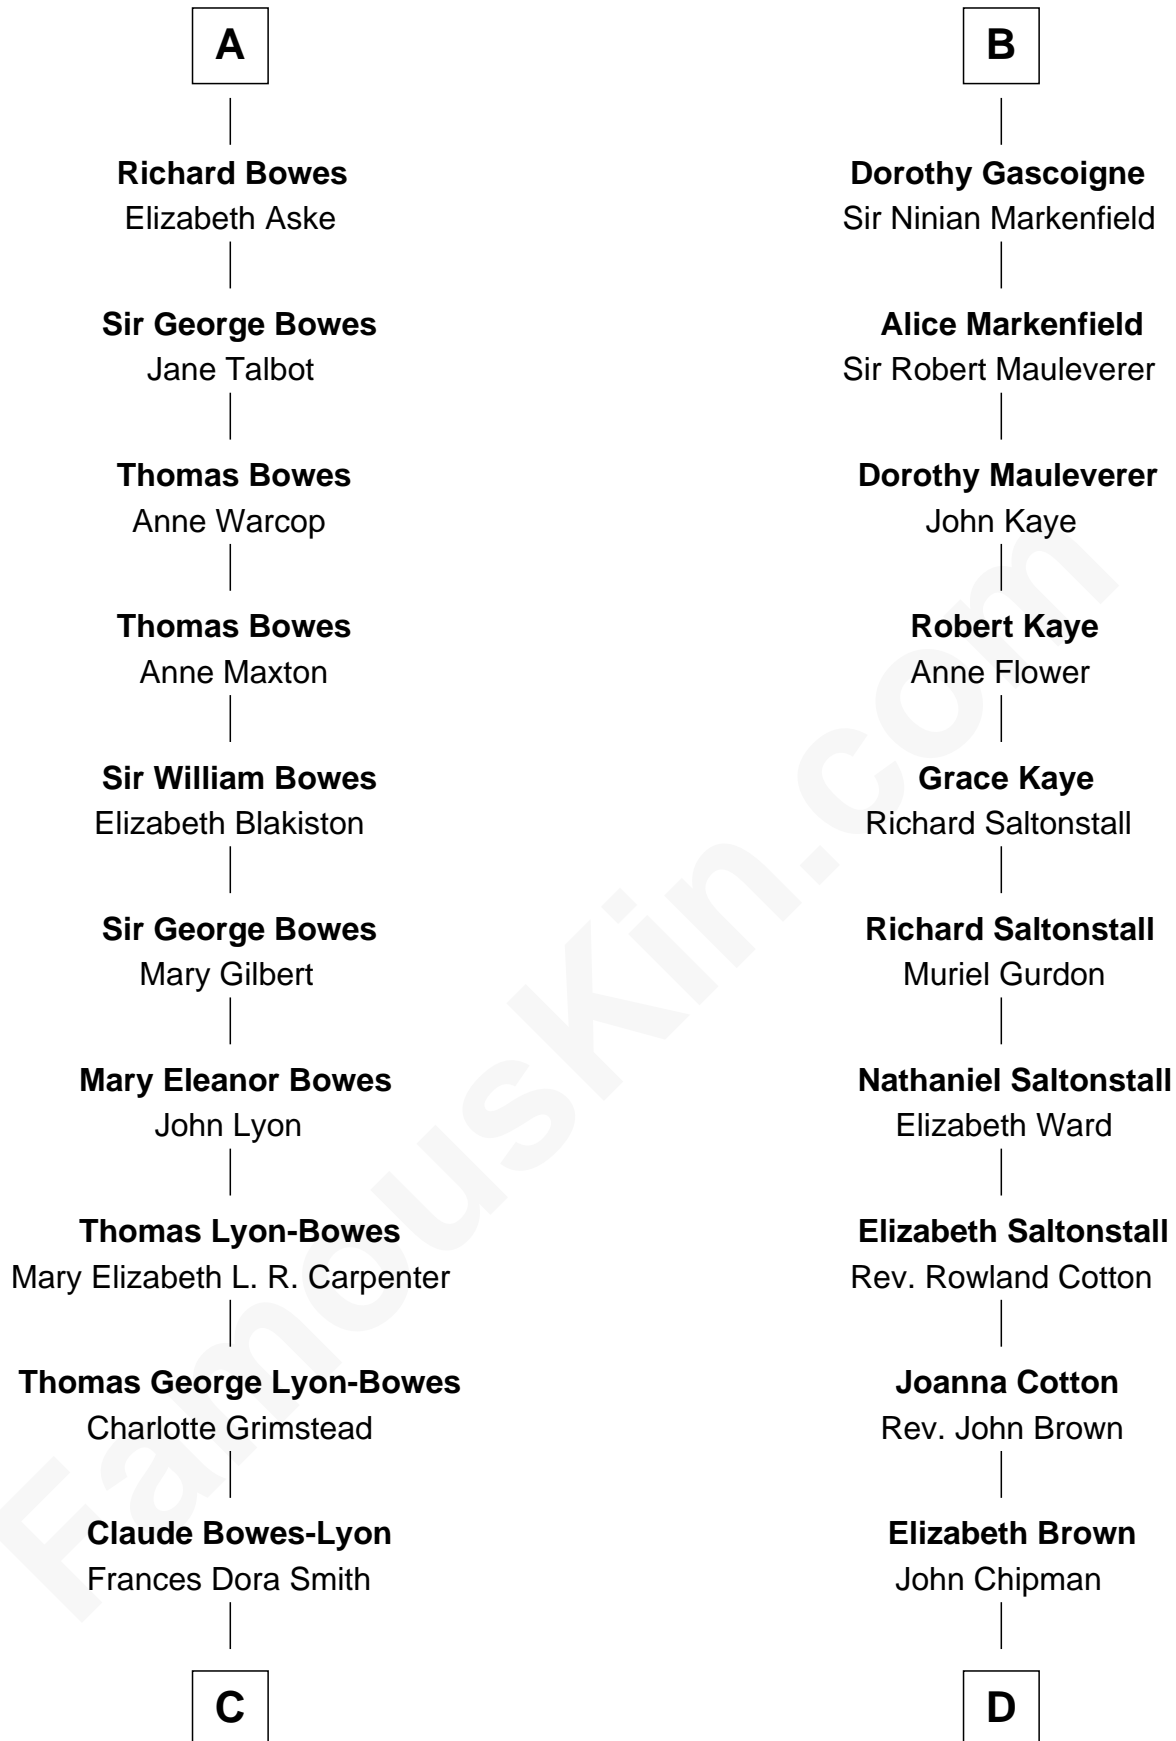 A
Richard Bowes
Elizabeth Aske
Sir George Bowes
Jane Talbot
Thomas Bowes
Anne Warcop
Thomas Bowes
Anne Maxton
Sir William Bowes
Elizabeth Blakiston
Sir George Bowes
Mary Gilbert
Mary Eleanor Bowes
John Lyon
Thomas Lyon-Bowes
Mary Elizabeth L. R. Carpenter
Thomas George Lyon-Bowes
Charlotte Grimstead
Claude Bowes-Lyon
Frances Dora Smith
C
B
Dorothy Gascoigne
Sir Ninian Markenfield
Alice Markenfield
Sir Robert Mauleverer
Dorothy Mauleverer
John Kaye
Robert Kaye
Anne Flower
Grace Kaye
Richard Saltonstall
Richard Saltonstall
Muriel Gurdon
Nathaniel Saltonstall
Elizabeth Ward
Elizabeth Saltonstall
Rev. Rowland Cotton
Joanna Cotton
Rev. John Brown
Elizabeth Brown
John Chipman
D
FamousKin.com